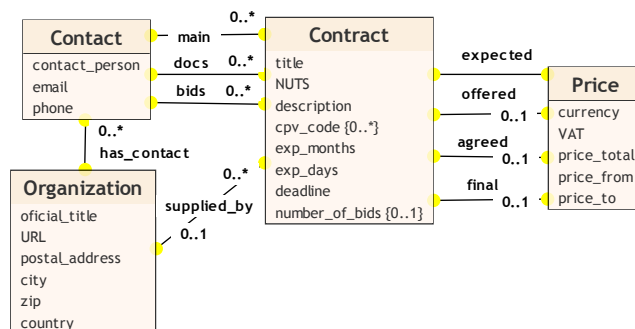 Contact
contact_person
email
phone
main
0..*
docs
0..*
bids
0..*
Contract
title
NUTS
description
cpv_code {0..*}
exp_months
exp_days
deadline
number_of_bids {0..1}
expected
offered
0..1
agreed
0..1
final
0..1
Price
currency
VAT
price_total
price_from
price_to
0..*
has_contact
Organization
oficial_title
URL
postal_address
city
zip
country
0..*
supplied_by
0..1